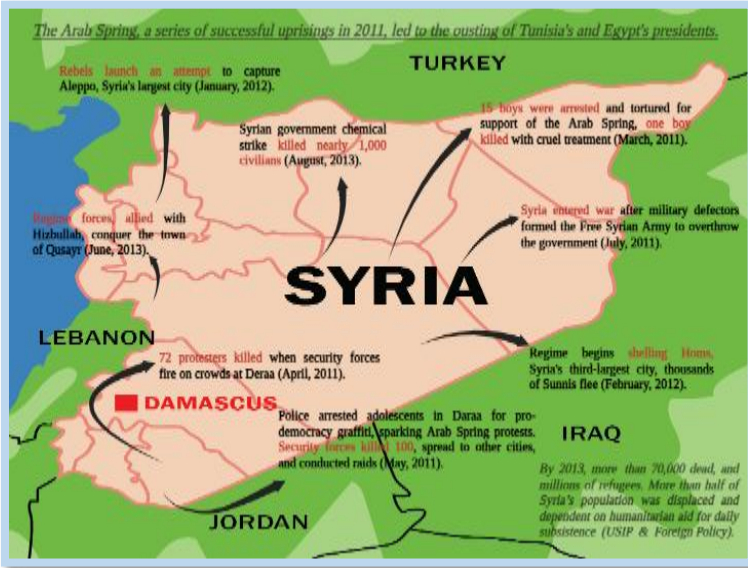 The Arab Spring, a series of successful uprisings in 2011, led to the ousting of Tunisia's and Egypt's presidents.
TURKEY
Rebels launch an attempt to capture
Aleppo, Syria's largest city (January, 2012).
Syrian government chemical
strike killed nearly 1,000
civilians (August, 2013).
15 boys were arrested and tortured for
support of the Arab Spring, one boy
killed with cruel treatment (March, 2011).
Regime forces, allied with
Hizbullah, conquer the town
of Qusayr (June, 2013).
Syria entered war after military defectors
formed the Free Syrian Army to overthrow
the government (July, 2011).
SYRIA
LEBANON
72 protesters killed when security forces
fire on crowds at Deraa (April, 2011).
Regime begins shelling Homs,
Syria's third-largest city, thousands
of Sunnis flee (February, 2012).
DAMASCUS
Police arrested adolescents in Daraa for pro-
democracy graffiti, sparking Arab Spring protests.
Security forces killed 100, spread to other cities,
and conducted raids (May, 2011).
IRAQ
By 2013, more than 70,000 dead, and
millions of refugees. More than half of
Syria's population was displaced and
dependent on humanitarian aid for daily
subsistence (USIP & Foreign Policy).
JORDAN